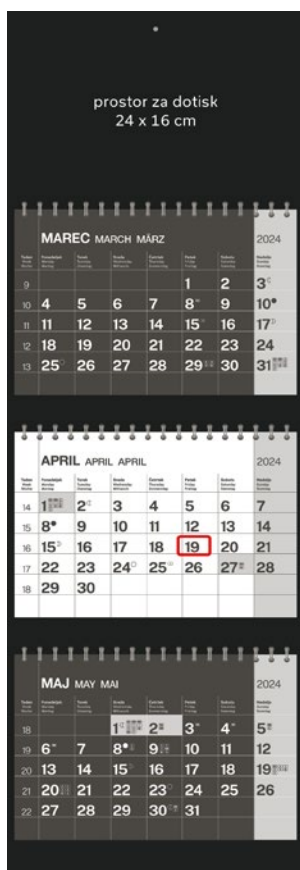 prostor za dotisk
24 x 16 cm
MAREC MARCH MÄRZ 2024
9 1 2 3
10 4 5 6 7 8 9 10
11 11 12 13 14 15 16 17
12 18 19 20 21 22 23 24
13 25 26 27 28 29 30 31
APRIL APRIL APRIL 2024
14 1 2 3 4 5 6 7
15 8 9 10 11 12 13 14
16 15 16 17 18 19 20 21
17 22 23 24 25 26 27 28
18 29 30
MAJ MAY MAI 2024
18 1 2 3 4 5
19 6 7 8 9 10 11 12
20 13 14 15 16 17 18 19
21 20 21 22 23 24 25 26
22 27 28 29 30 31